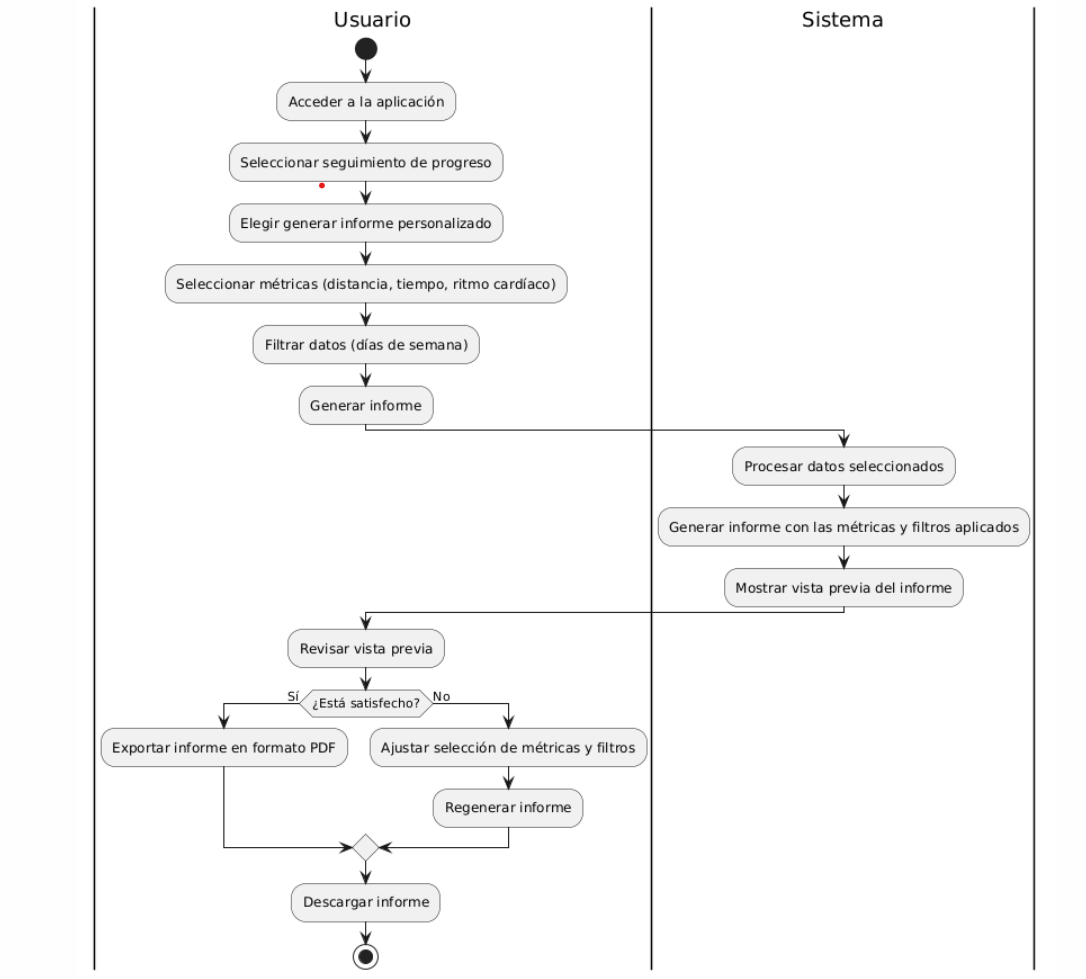 Usuario
Sistema
Acceder a la aplicación
Seleccionar seguimiento de progreso
Elegir generar informe personalizado
Seleccionar métricas (distancia, tiempo, ritmo cardíaco)
Filtrar datos (días de semana)
Generar informe
Procesar datos seleccionados
Generar informe con las métricas y filtros aplicados
Mostrar vista previa del informe
Revisar vista previa
Sí
¿Está satisfecho?
No
Exportar informe en formato PDF
Ajustar selección de métricas y filtros
Regenerar informe
Descargar informe